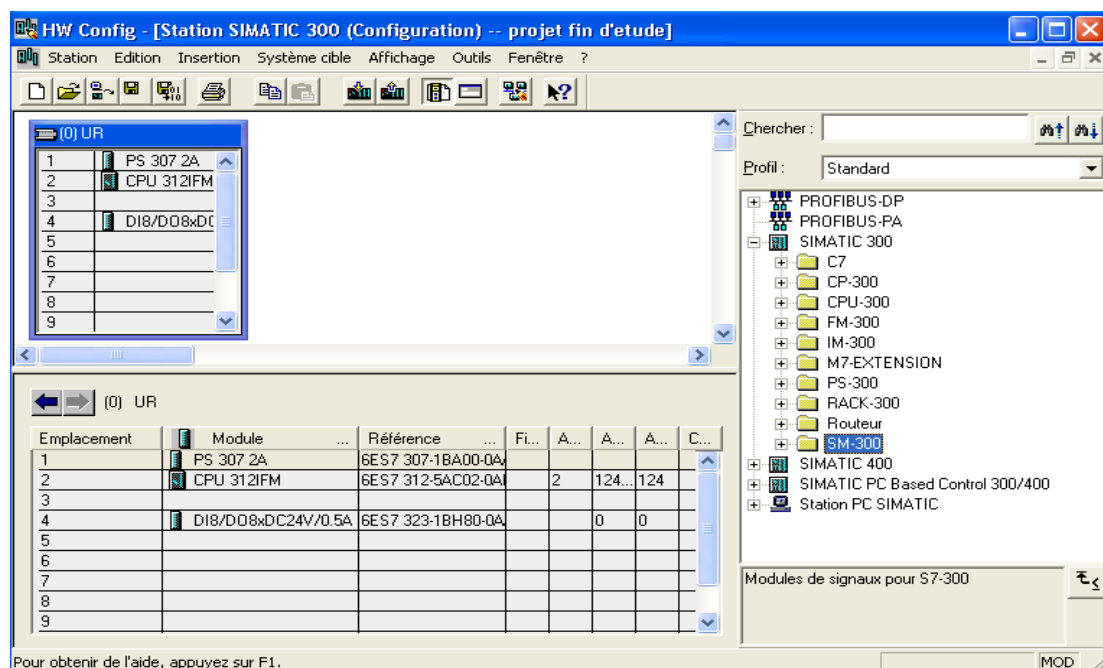 HW Config - [Station SIMATIC 300 (Configuration) -- projet fin d'etude]
Station Edition Insertion Système cible Affichage Outils Fenêtre ?
(0) UR
1 PS 307 2A
2 CPU 312IFM
3
4 DI8/DO8xDC
5
6
7
8
9
Chercher :
Profil : Standard
PROFIBUS-DP
PROFIBUS-PA
SIMATIC 300
C7
CP-300
CPU-300
FM-300
IM-300
M7-EXTENSION
PS-300
RACK-300
Routeur
SM-300
SIMATIC 400
SIMATIC PC Based Control 300/400
Station PC SIMATIC
(0) UR
Emplacement Module ... Référence ... Fi... A... A... A... C...
1 PS 307 2A 6ES7 307-1BA00-0A
2 CPU 312IFM 6ES7 312-5AC02-0A 2 124... 124
3
4 DI8/DO8xDC24V/0.5A 6ES7 323-1BH80-0A 0 0
5
6
7
8
9
Modules de signaux pour S7-300
Pour obtenir de l'aide, appuyez sur F1.
MOD